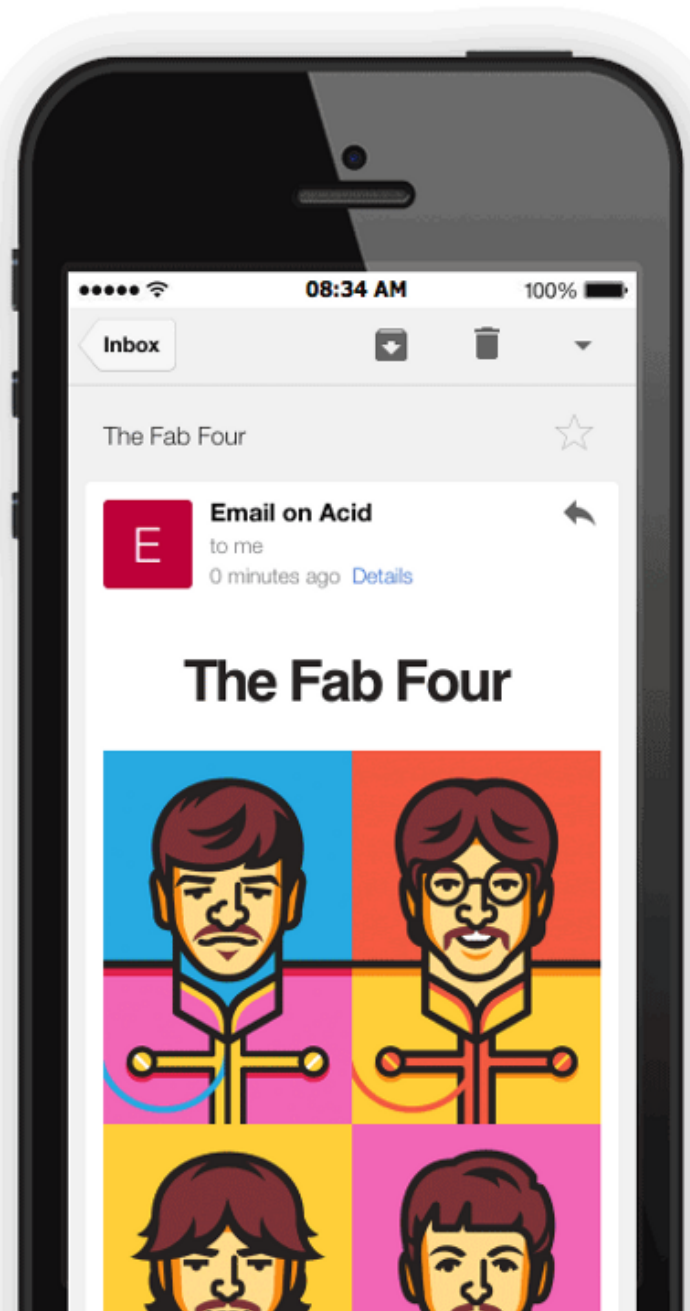 08:34 AM
100%
Inbox
The Fab Four
E
Email on Acid
to me
0 minutes ago Details
The Fab Four